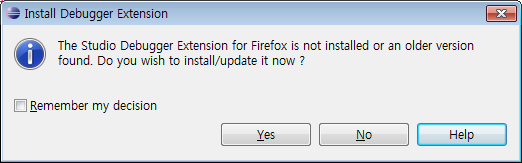 Install Debugger Extension
The Studio Debugger Extension for Firefox is not installed or an older version
found. Do you wish to install/update it now ?
Remember my decision
Yes
No
Help